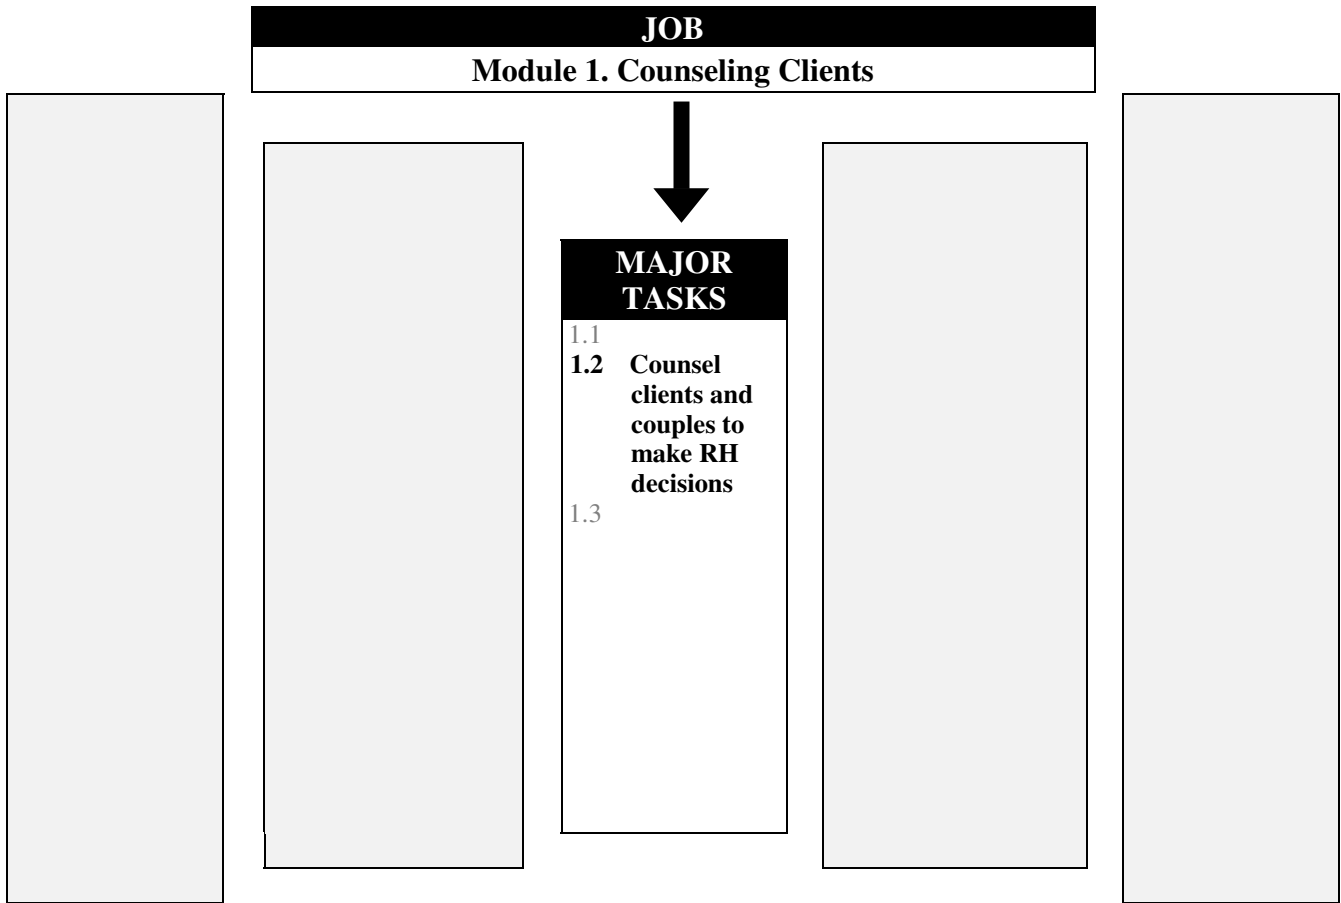 JOB
Module 1. Counseling Clients
MAJOR
TASKS
1.1
1.2 Counsel
clients and
couples to
make RH
decisions
1.3